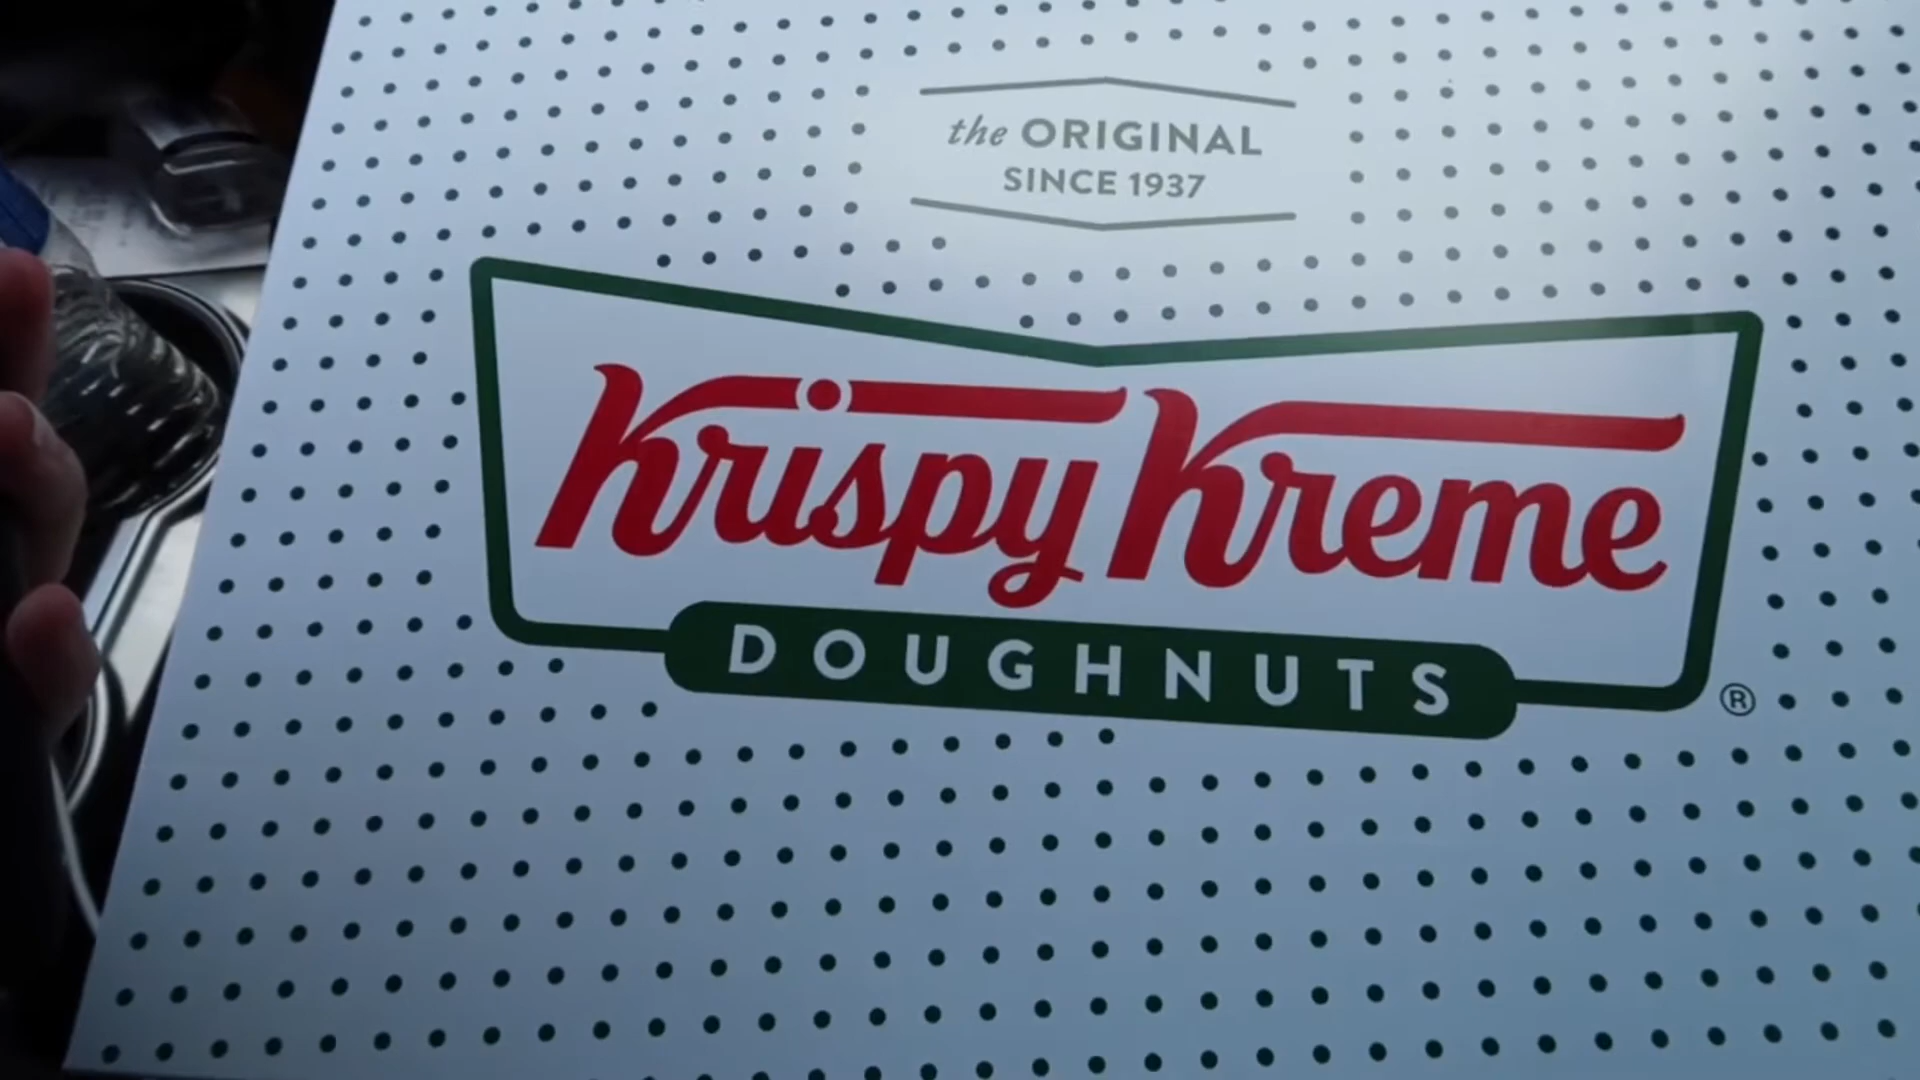 the ORIGINAL
SINCE 1937
Krispy Kreme
DOUGHNUTS
®